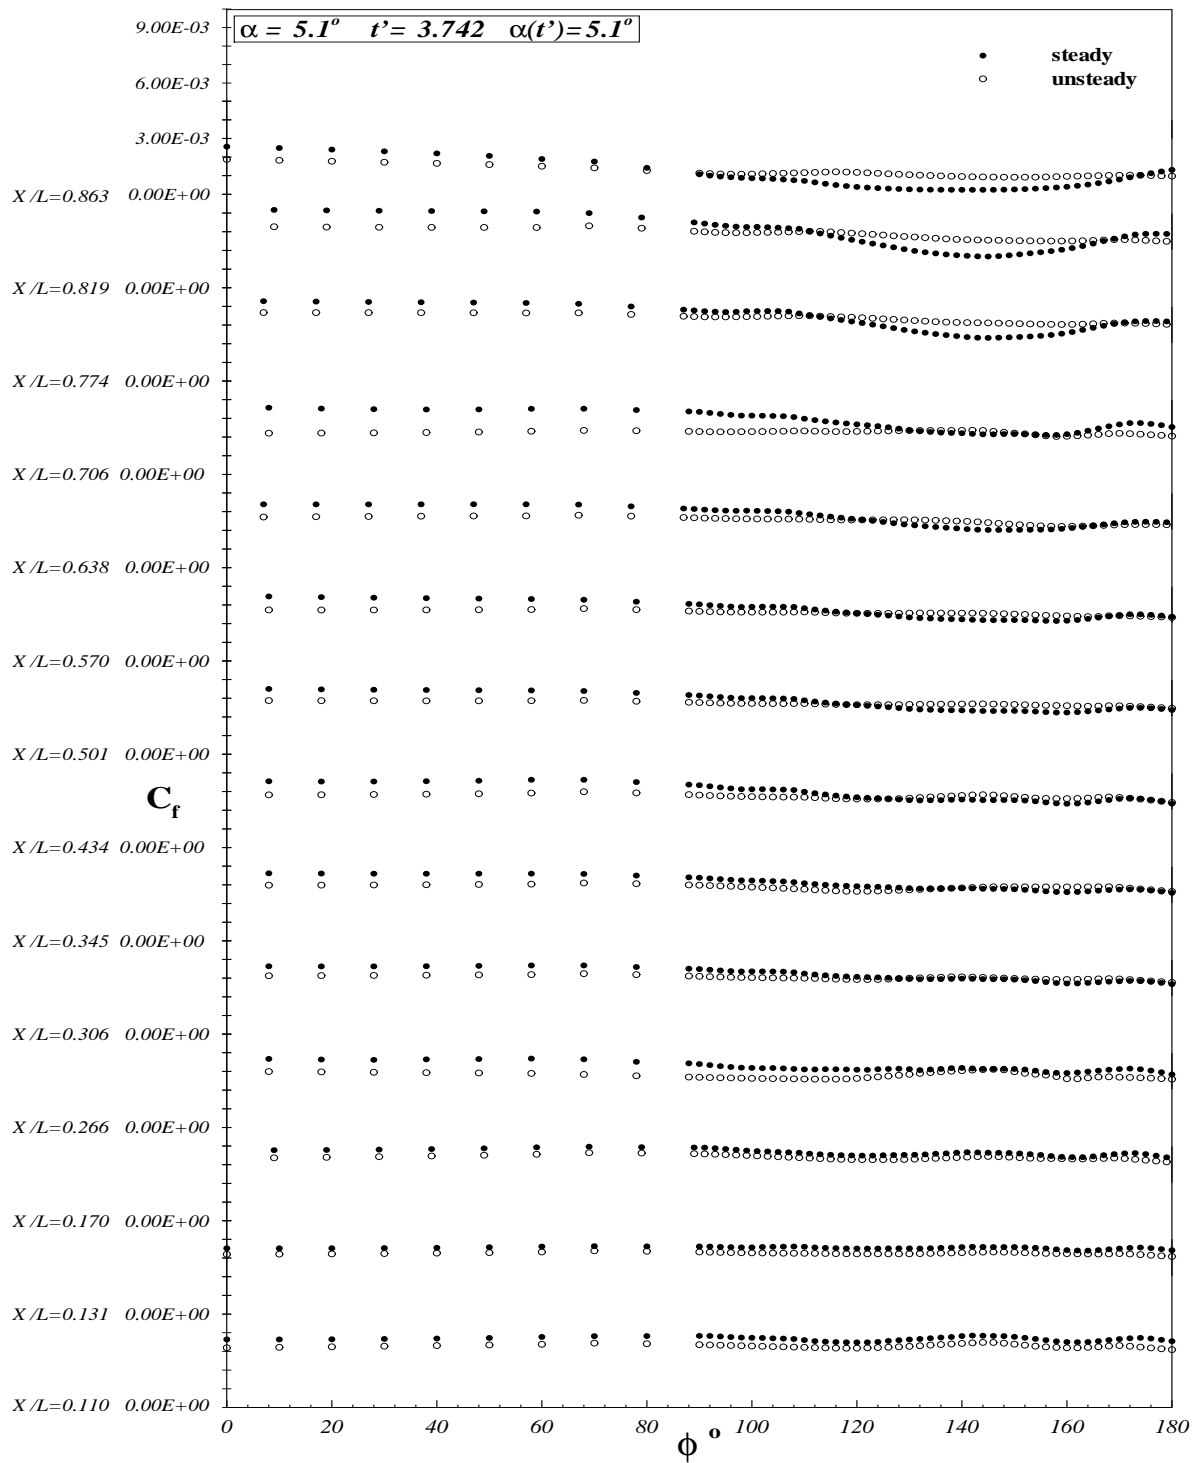 9.00E-03
α = 5.1° t' = 3.742 α(t')=5.1°
steady
6.00E-03
unsteady
3.00E-03
X/L=0.863 0.00E+00
X/L=0.819 0.00E+00
X/L=0.774 0.00E+00
X/L=0.706 0.00E+00
X/L=0.638 0.00E+00
X/L=0.570 0.00E+00
X/L=0.501 0.00E+00
C_f
X/L=0.434 0.00E+00
X/L=0.345 0.00E+00
X/L=0.306 0.00E+00
X/L=0.266 0.00E+00
X/L=0.170 0.00E+00
X/L=0.131 0.00E+00
X/L=0.110 0.00E+00
0 20 40 60 80 100 120 140 160 180
ϕ °